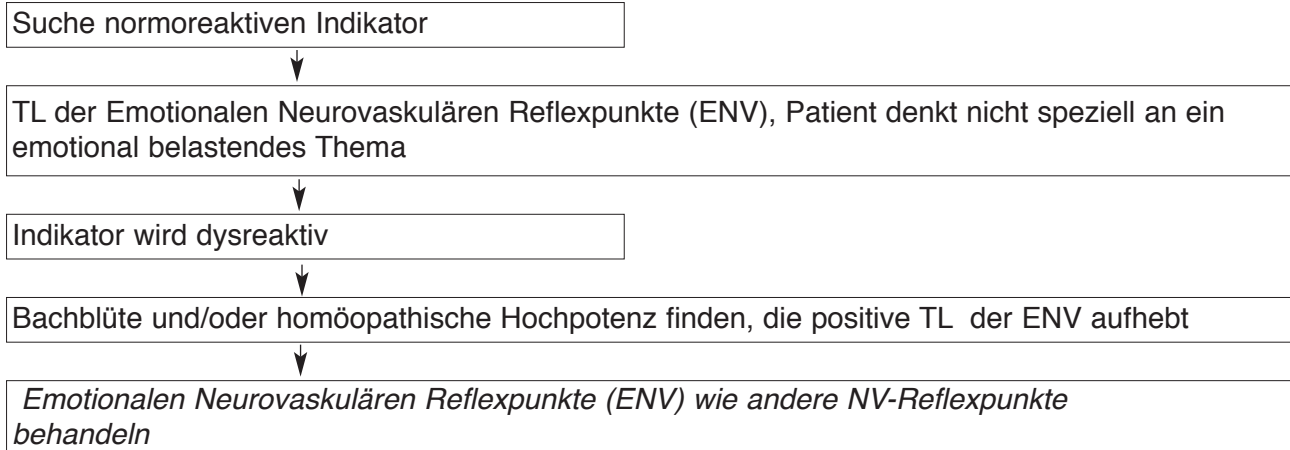 Suche normoreaktiven Indikator
TL der Emotionalen Neurovaskulären Reflexpunkte (ENV), Patient denkt nicht speziell an ein
emotional belastendes Thema
Indikator wird dysreaktiv
Bachblüte und/oder homöopathische Hochpotenz finden, die positive TL  der ENV aufhebt
Emotionalen Neurovaskulären Reflexpunkte (ENV) wie andere NV-Reflexpunkte
behandeln